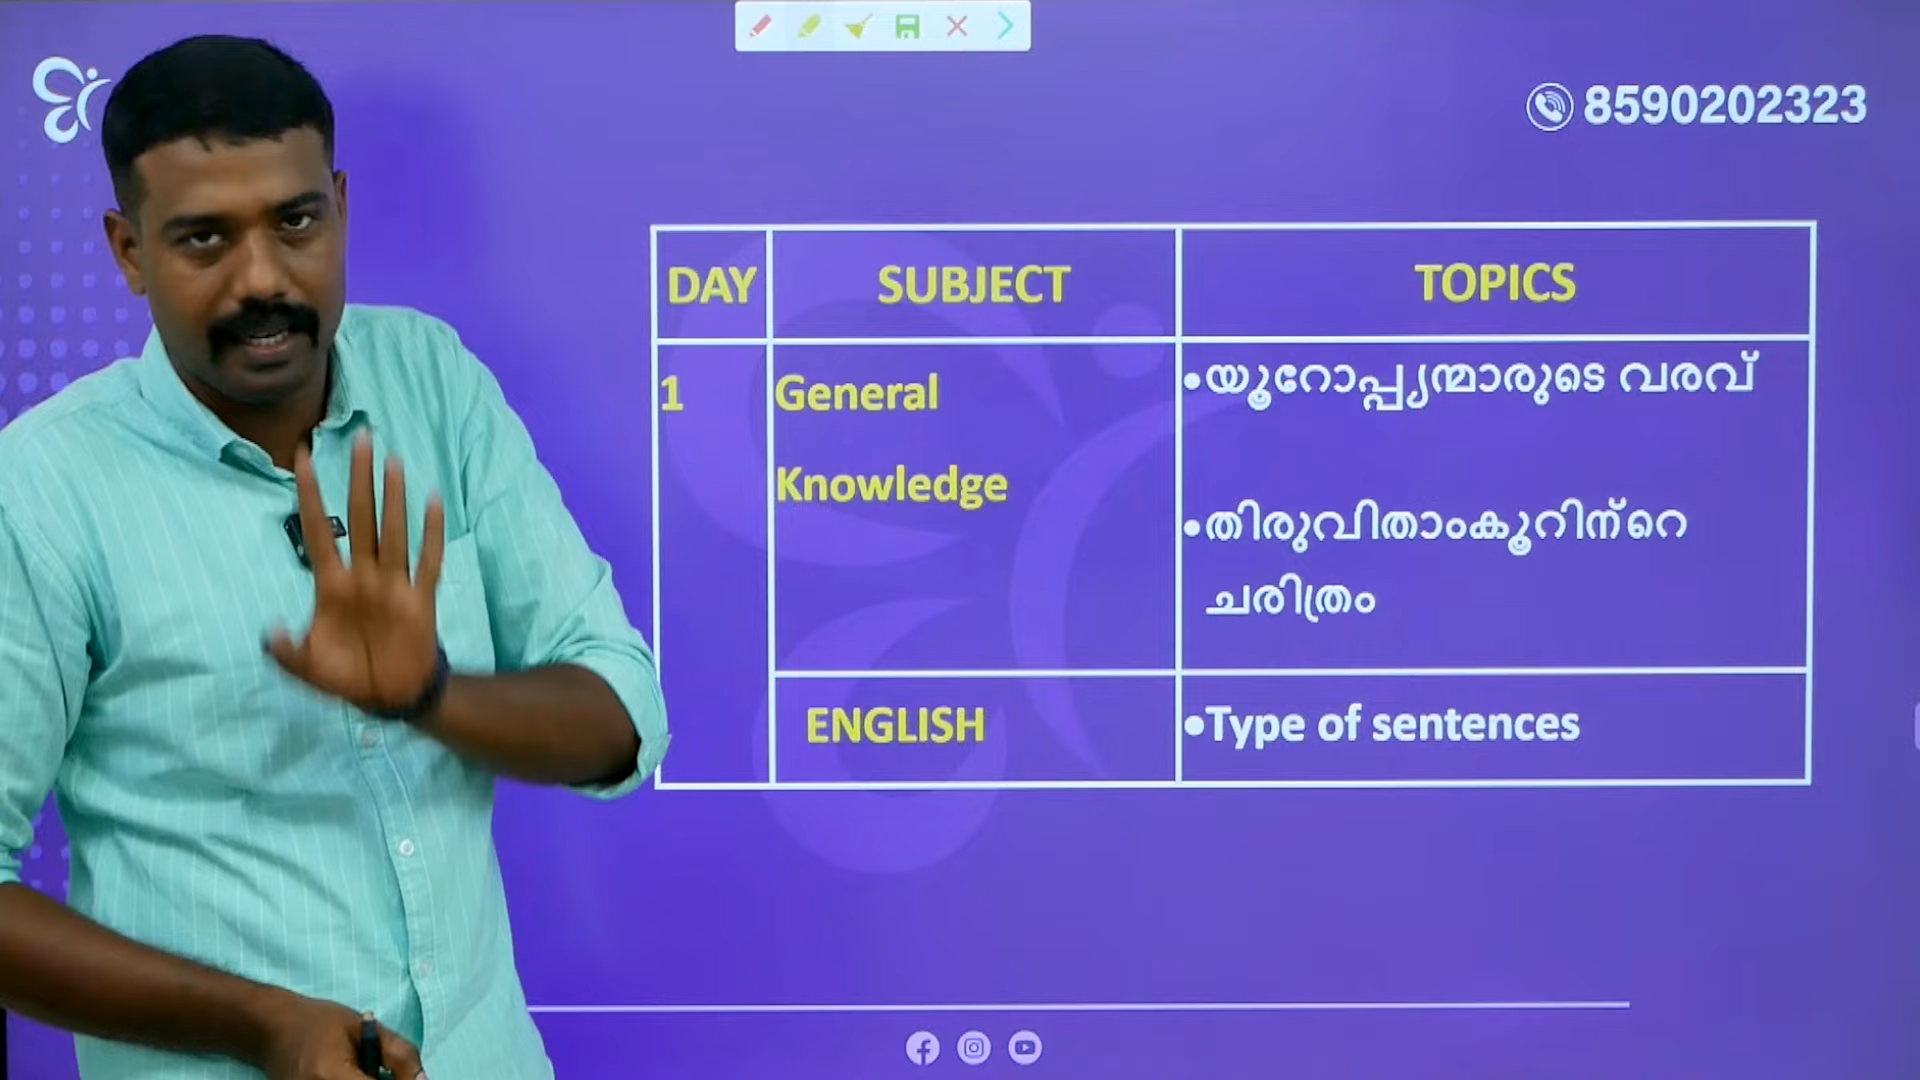 8590202323
DAY SUBJECT TOPICS
1 General
Knowledge
•യൂറോപ്പ്യന്മാരുടെ വരവ്
•തിരുവിതാംകൂറിന്റെ
ചരിത്രം
ENGLISH •Type of sentences